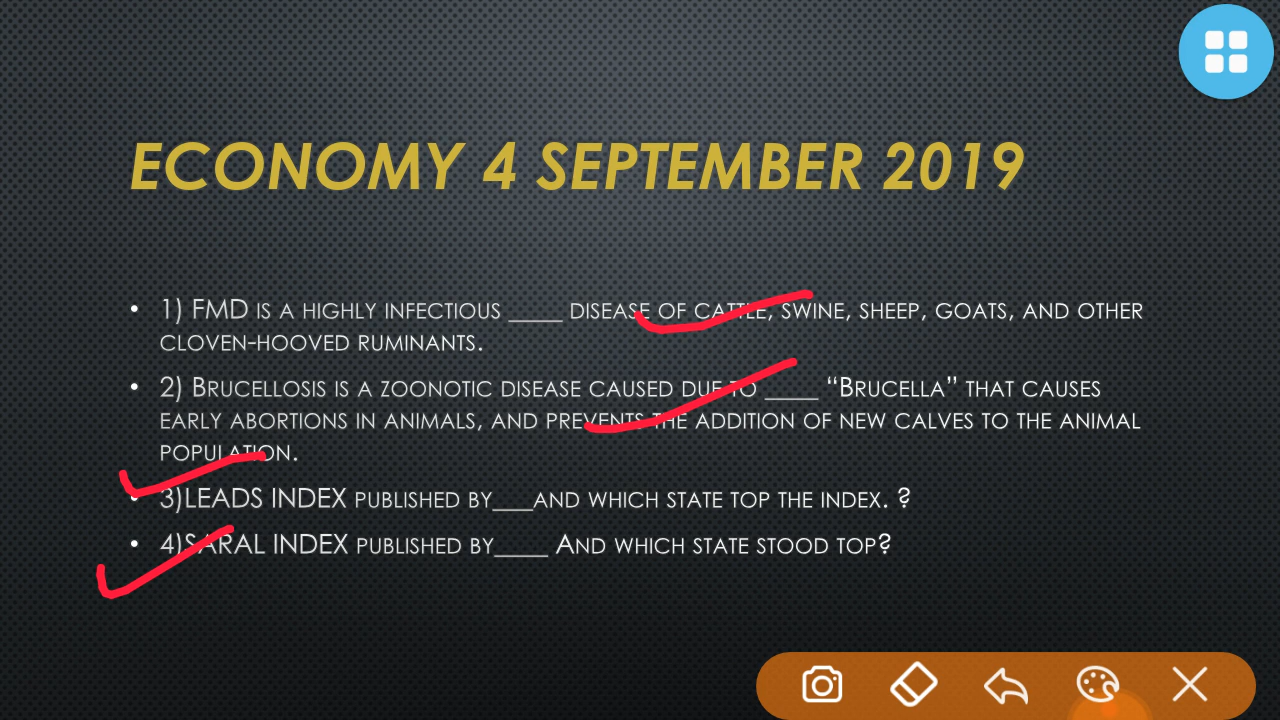 ECONOMY 4 SEPTEMBER 2019
• 1) FMD IS A HIGHLY INFECTIOUS ____ DISEASE OF CATTLE, SWINE, SHEEP, GOATS, AND OTHER
CLOVEN-HOOVED RUMINANTS.
• 2) BRUCELLOSIS IS A ZOONOTIC DISEASE CAUSED DUE TO ____ “BRUCELLA” THAT CAUSES
EARLY ABORTIONS IN ANIMALS, AND PREVENTS THE ADDITION OF NEW CALVES TO THE ANIMAL
POPULATION.
• 3)LEADS INDEX PUBLISHED BY___AND WHICH STATE TOP THE INDEX. ?
• 4)SARAL INDEX PUBLISHED BY____ AND WHICH STATE STOOD TOP?